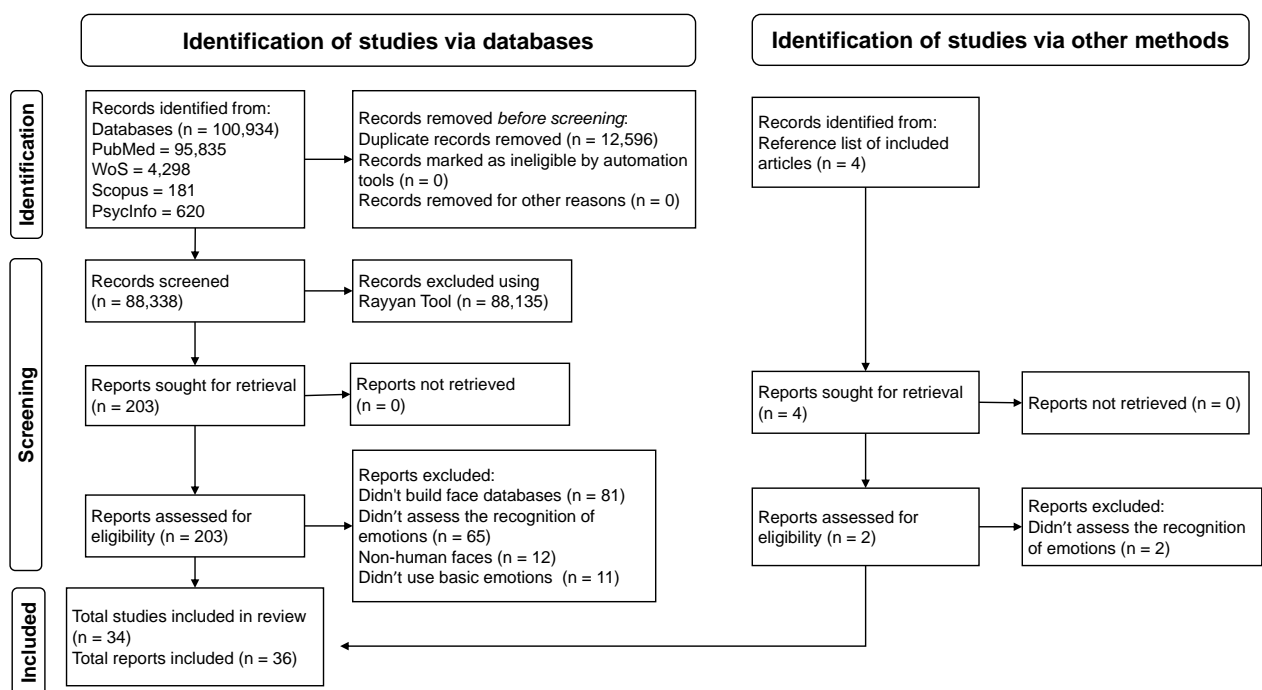 Identification of studies via databases
Identification of studies via other methods
Identification
Records identified from:
Databases (n = 100,934)
PubMed = 95,835
WoS = 4,298
Scopus = 181
PsycInfo = 620
Records removed before screening:
Duplicate records removed (n = 12,596)
Records marked as ineligible by automation
tools (n = 0)
Records removed for other reasons (n = 0)
Records identified from:
Reference list of included
articles (n = 4)
Screening
Records screened
(n = 88,338)
Records excluded using
Rayyan Tool (n = 88,135)
Reports sought for retrieval
(n = 203)
Reports not retrieved
(n = 0)
Reports sought for retrieval
(n = 4)
Reports not retrieved (n = 0)
Reports assessed for
eligibility (n = 203)
Reports excluded:
Didn't build face databases (n = 81)
Didn’t assess the recognition of
emotions (n = 65)
Non-human faces (n = 12)
Didn’t use basic emotions (n = 11)
Reports assessed for
eligibility (n = 2)
Reports excluded:
Didn’t assess the recognition
of emotions (n = 2)
Included
Total studies included in review
(n = 34)
Total reports included (n = 36)